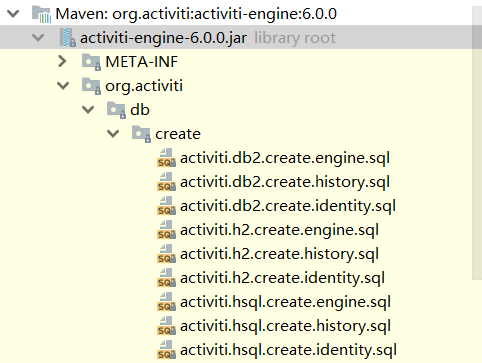 Maven: org.activiti:activiti-engine:6.0.0
activiti-engine-6.0.0.jar library root
META-INF
org.activiti
db
create
activiti.db2.create.engine.sql
activiti.db2.create.history.sql
activiti.db2.create.identity.sql
activiti.h2.create.engine.sql
activiti.h2.create.history.sql
activiti.h2.create.identity.sql
activiti.hsql.create.engine.sql
activiti.hsql.create.history.sql
activiti.hsql.create.identity.sql